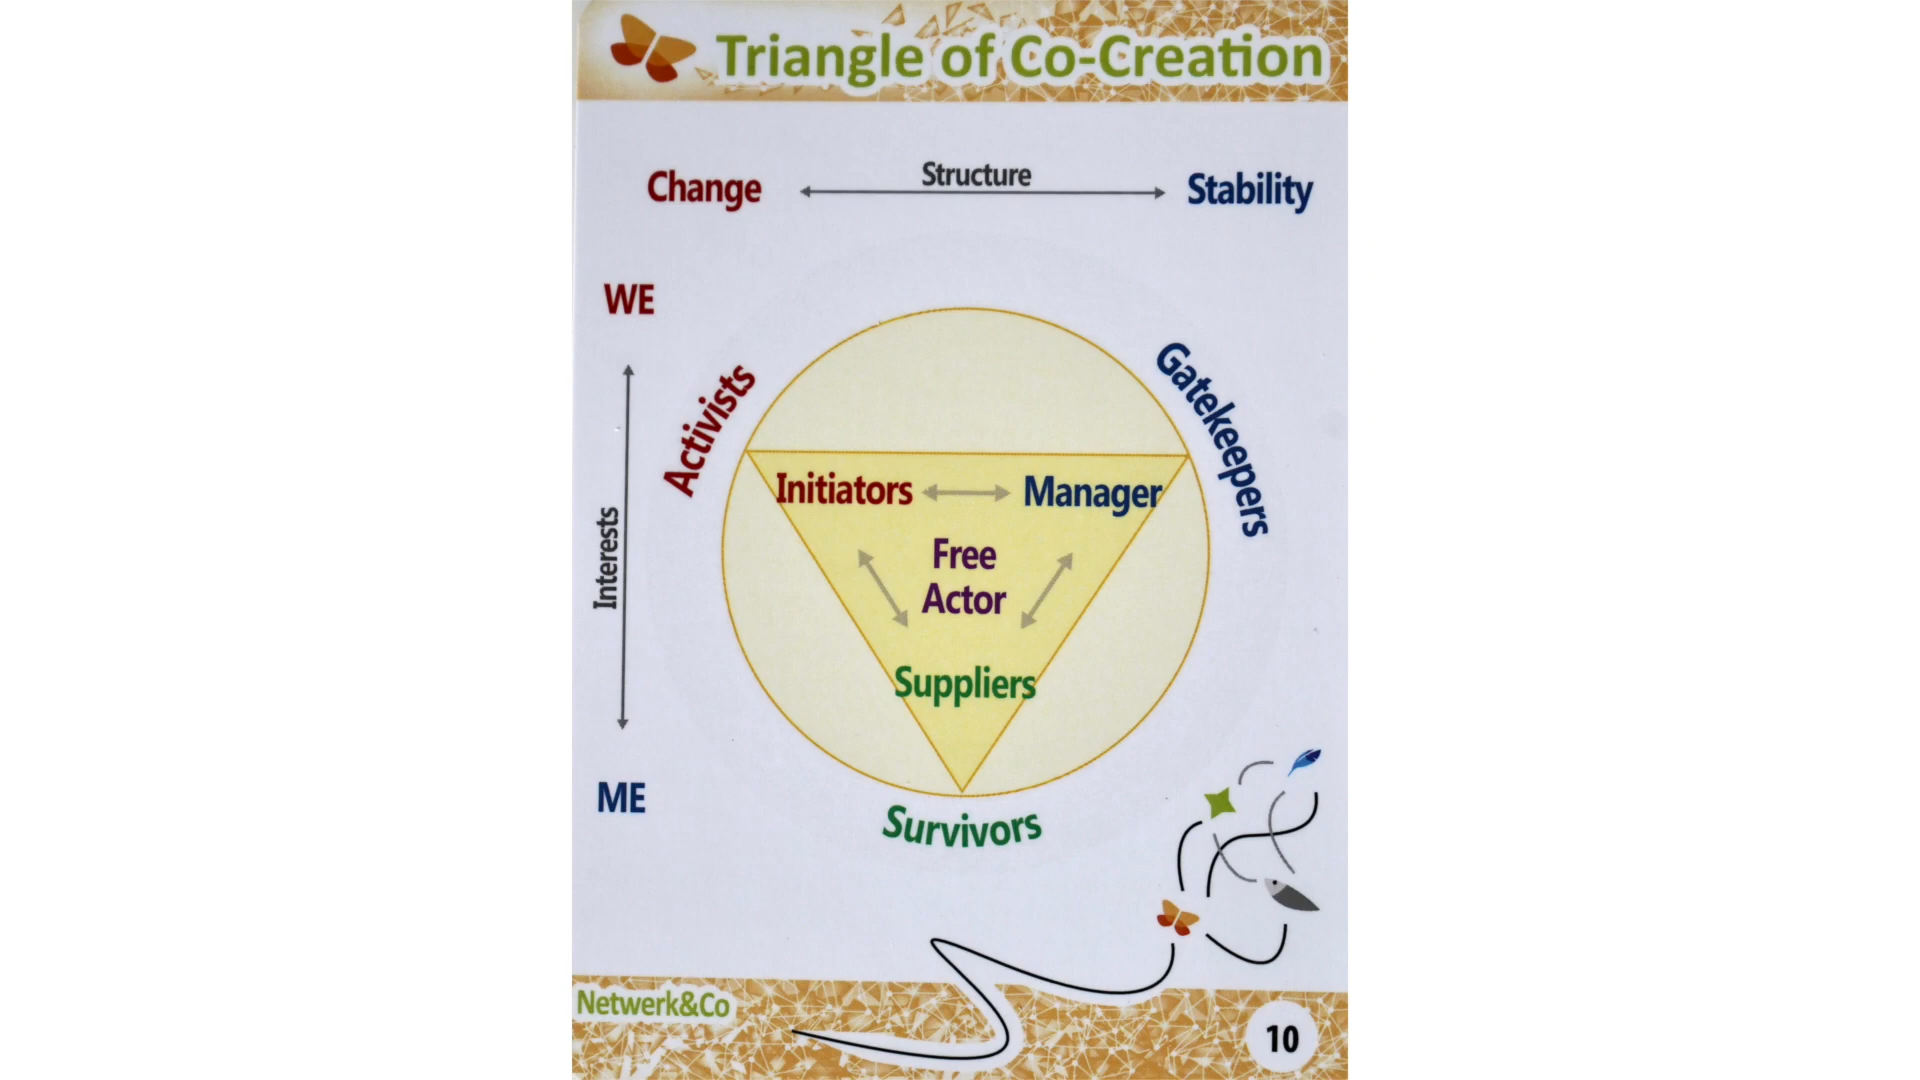 Triangle of Co-Creation
Structure
Change
Stability
WE
Activists
Gatekeepers
Interests
Initiators
Manager
Free
Actor
Suppliers
ME
Survivors
Netwerk&Co
10